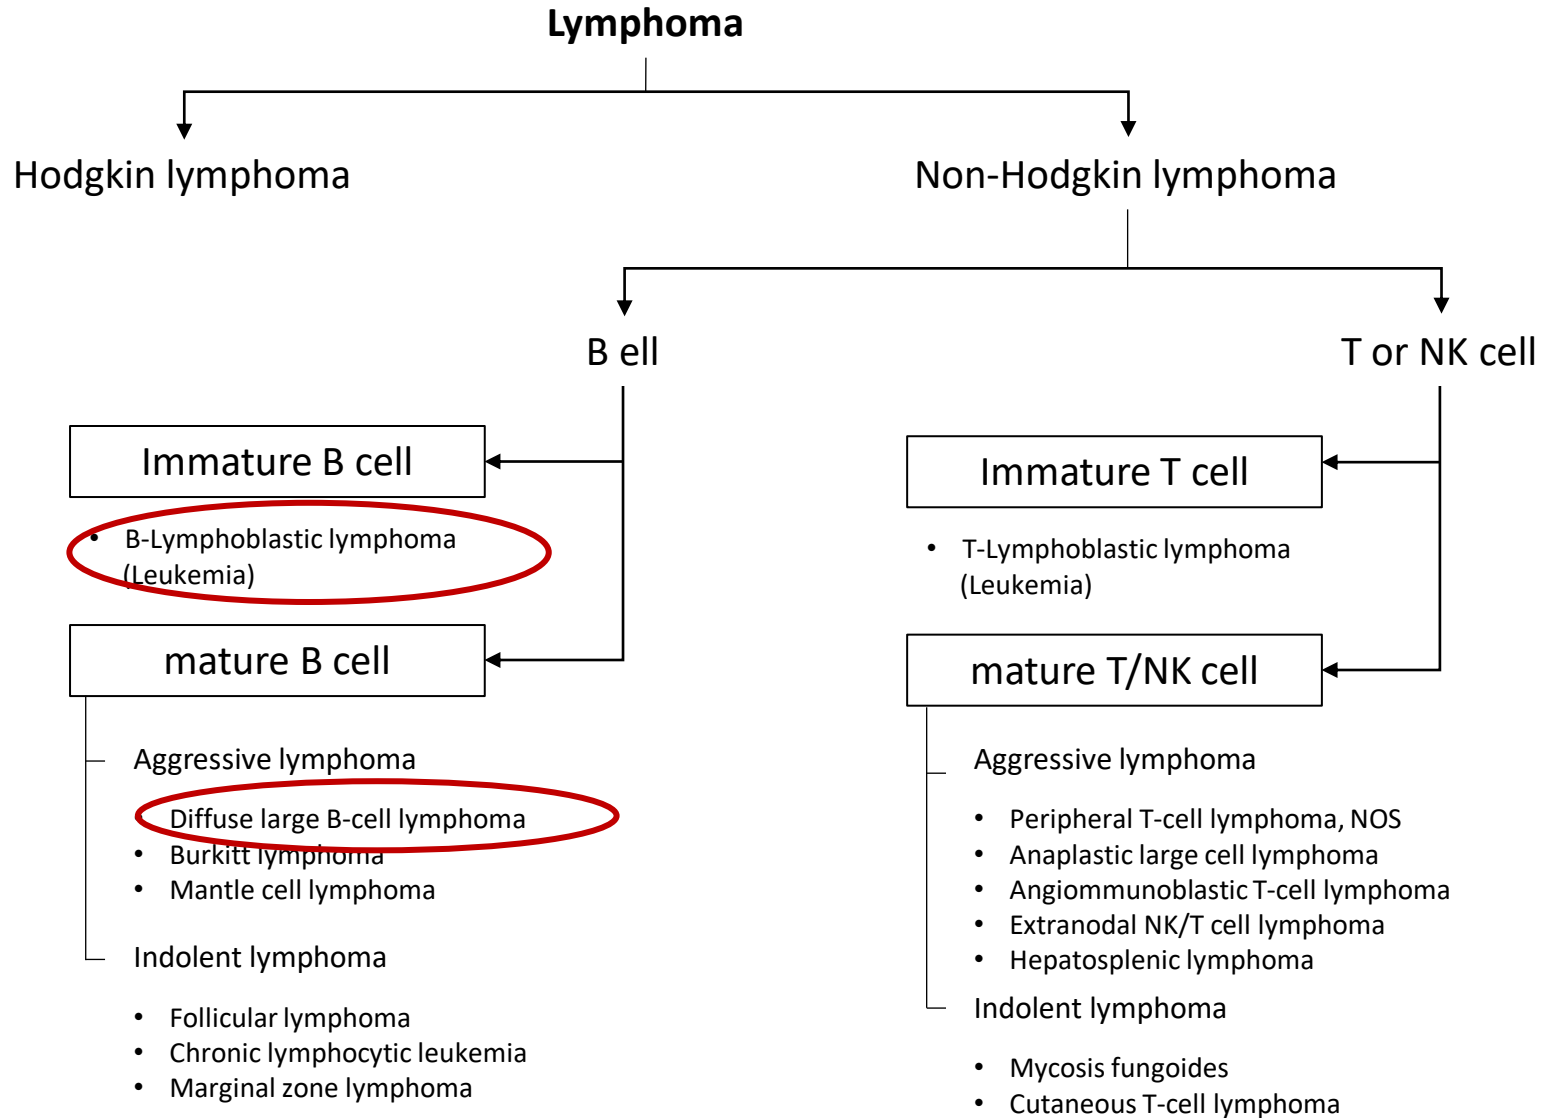 Lymphoma
Hodgkin lymphoma
Non-Hodgkin lymphoma
B ell
T or NK cell
Immature B cell
• B-Lymphoblastic lymphoma
(Leukemia)
mature B cell
Aggressive lymphoma
Diffuse large B-cell lymphoma
• Burkitt lymphoma
• Mantle cell lymphoma
Indolent lymphoma
• Follicular lymphoma
• Chronic lymphocytic leukemia
• Marginal zone lymphoma
Immature T cell
• T-Lymphoblastic lymphoma
(Leukemia)
mature T/NK cell
Aggressive lymphoma
• Peripheral T-cell lymphoma, NOS
• Anaplastic large cell lymphoma
• Angiommunoblastic T-cell lymphoma
• Extranodal NK/T cell lymphoma
• Hepatosplenic lymphoma
Indolent lymphoma
• Mycosis fungoides
• Cutaneous T-cell lymphoma